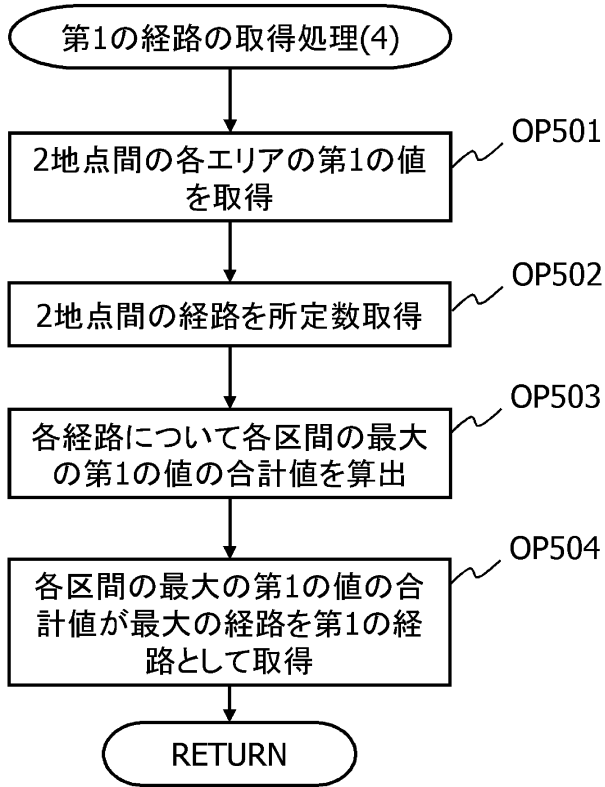 第1の経路の取得処理(4)
OP501
2地点間の各エリアの第1の値
を取得
OP502
2地点間の経路を所定数取得
OP503
各経路について各区間の最大
の第1の値の合計値を算出
OP504
各区間の最大の第1の値の合
計値が最大の経路を第1の経
路として取得
RETURN